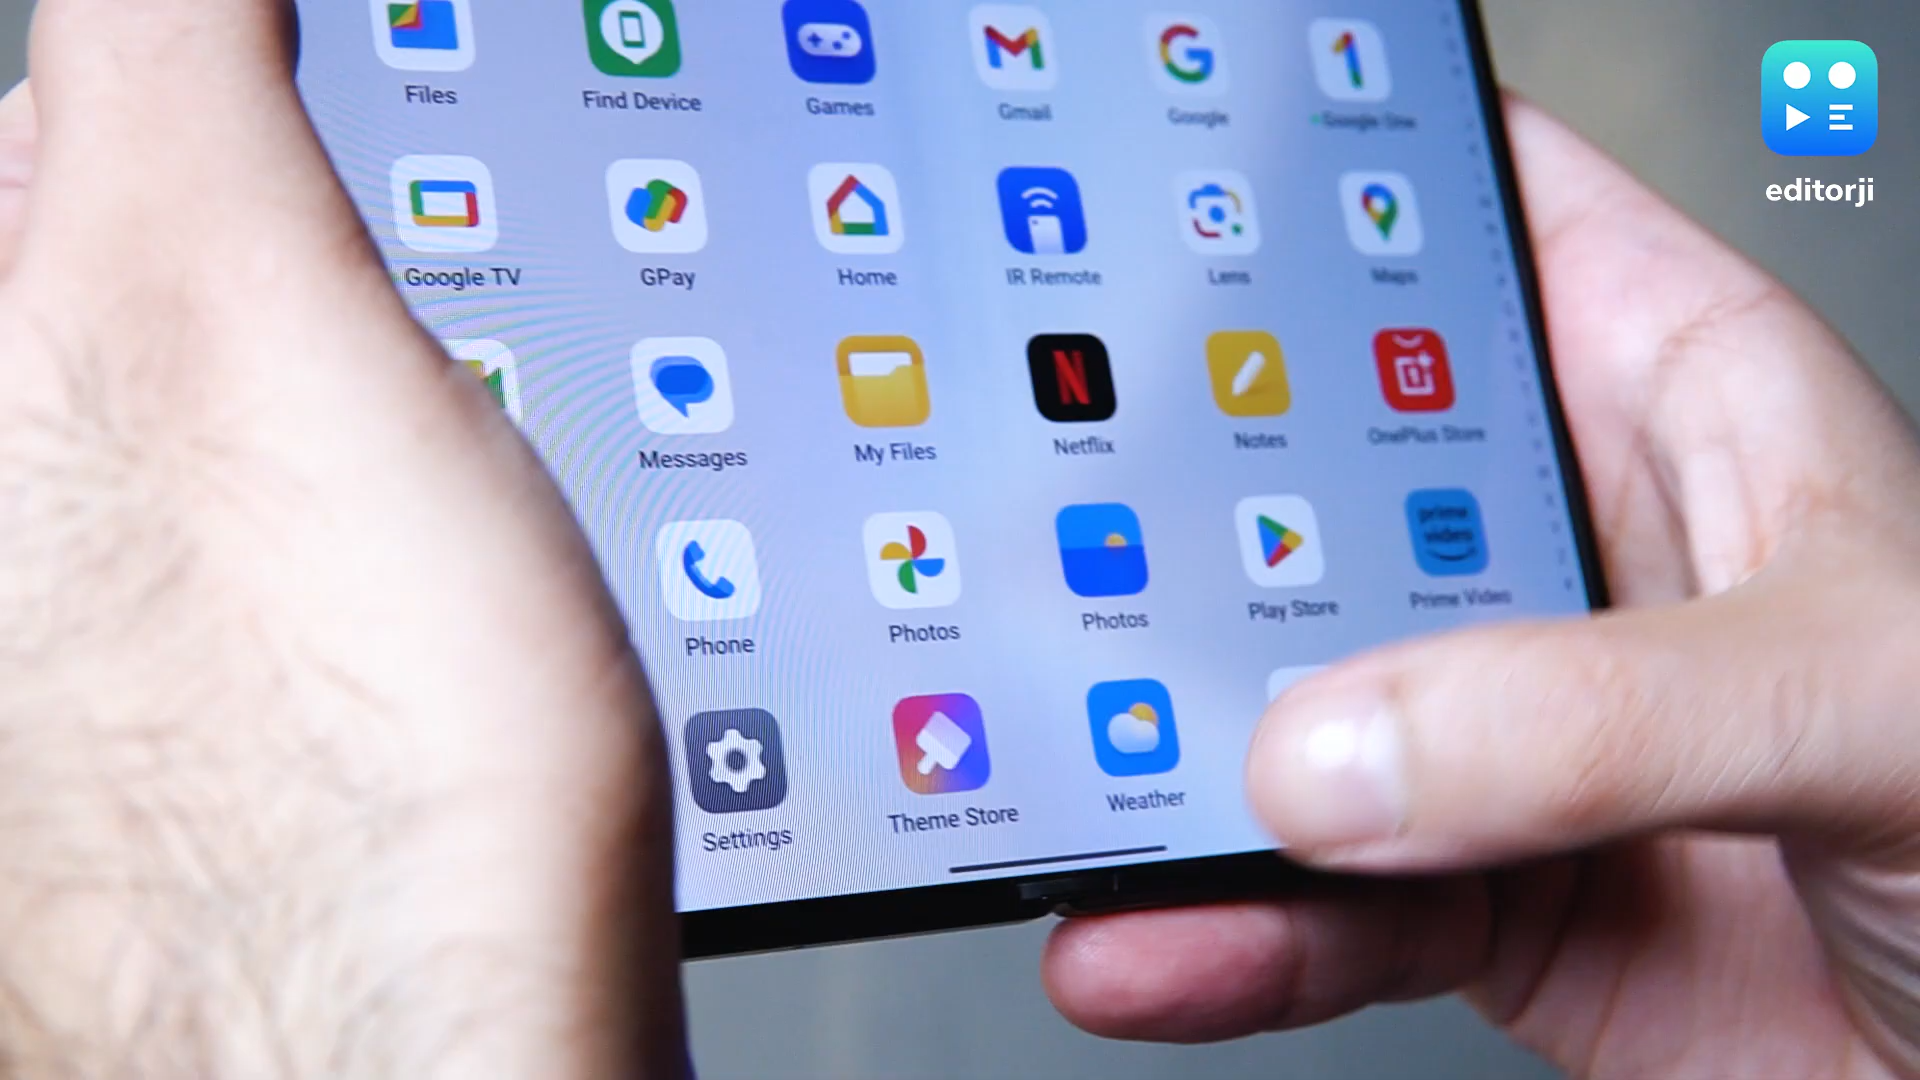 Files
Find Device
Games
Gmail
Google
Google One
editorji
Google TV
GPay
Home
IR Remote
Lens
Maps
Messages
My Files
Netflix
Notes
OnePlus Store
prime
video
Phone
Photos
Photos
Play Store
Prime Video
Settings
Theme Store
Weather